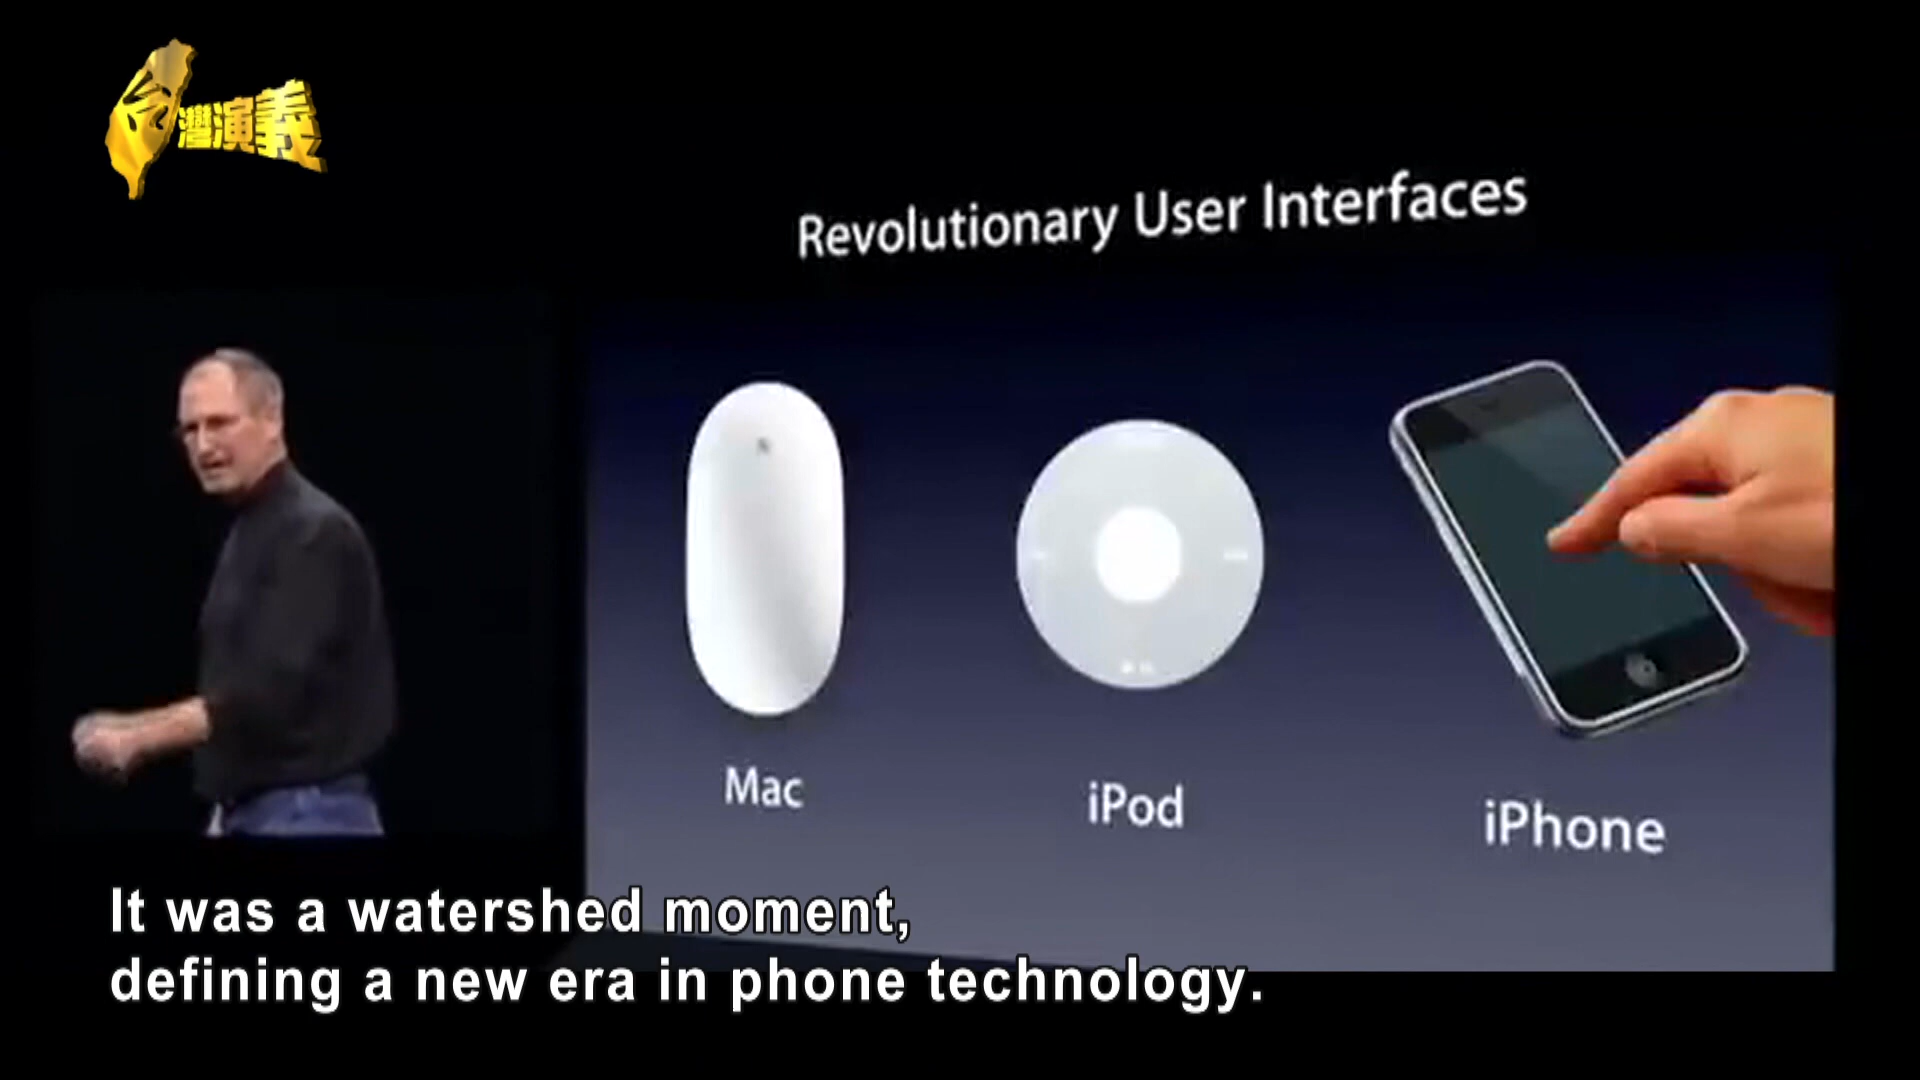 台灣演義
Revolutionary User Interfaces
Mac
iPod
iPhone
It was a watershed moment,
defining a new era in phone technology.